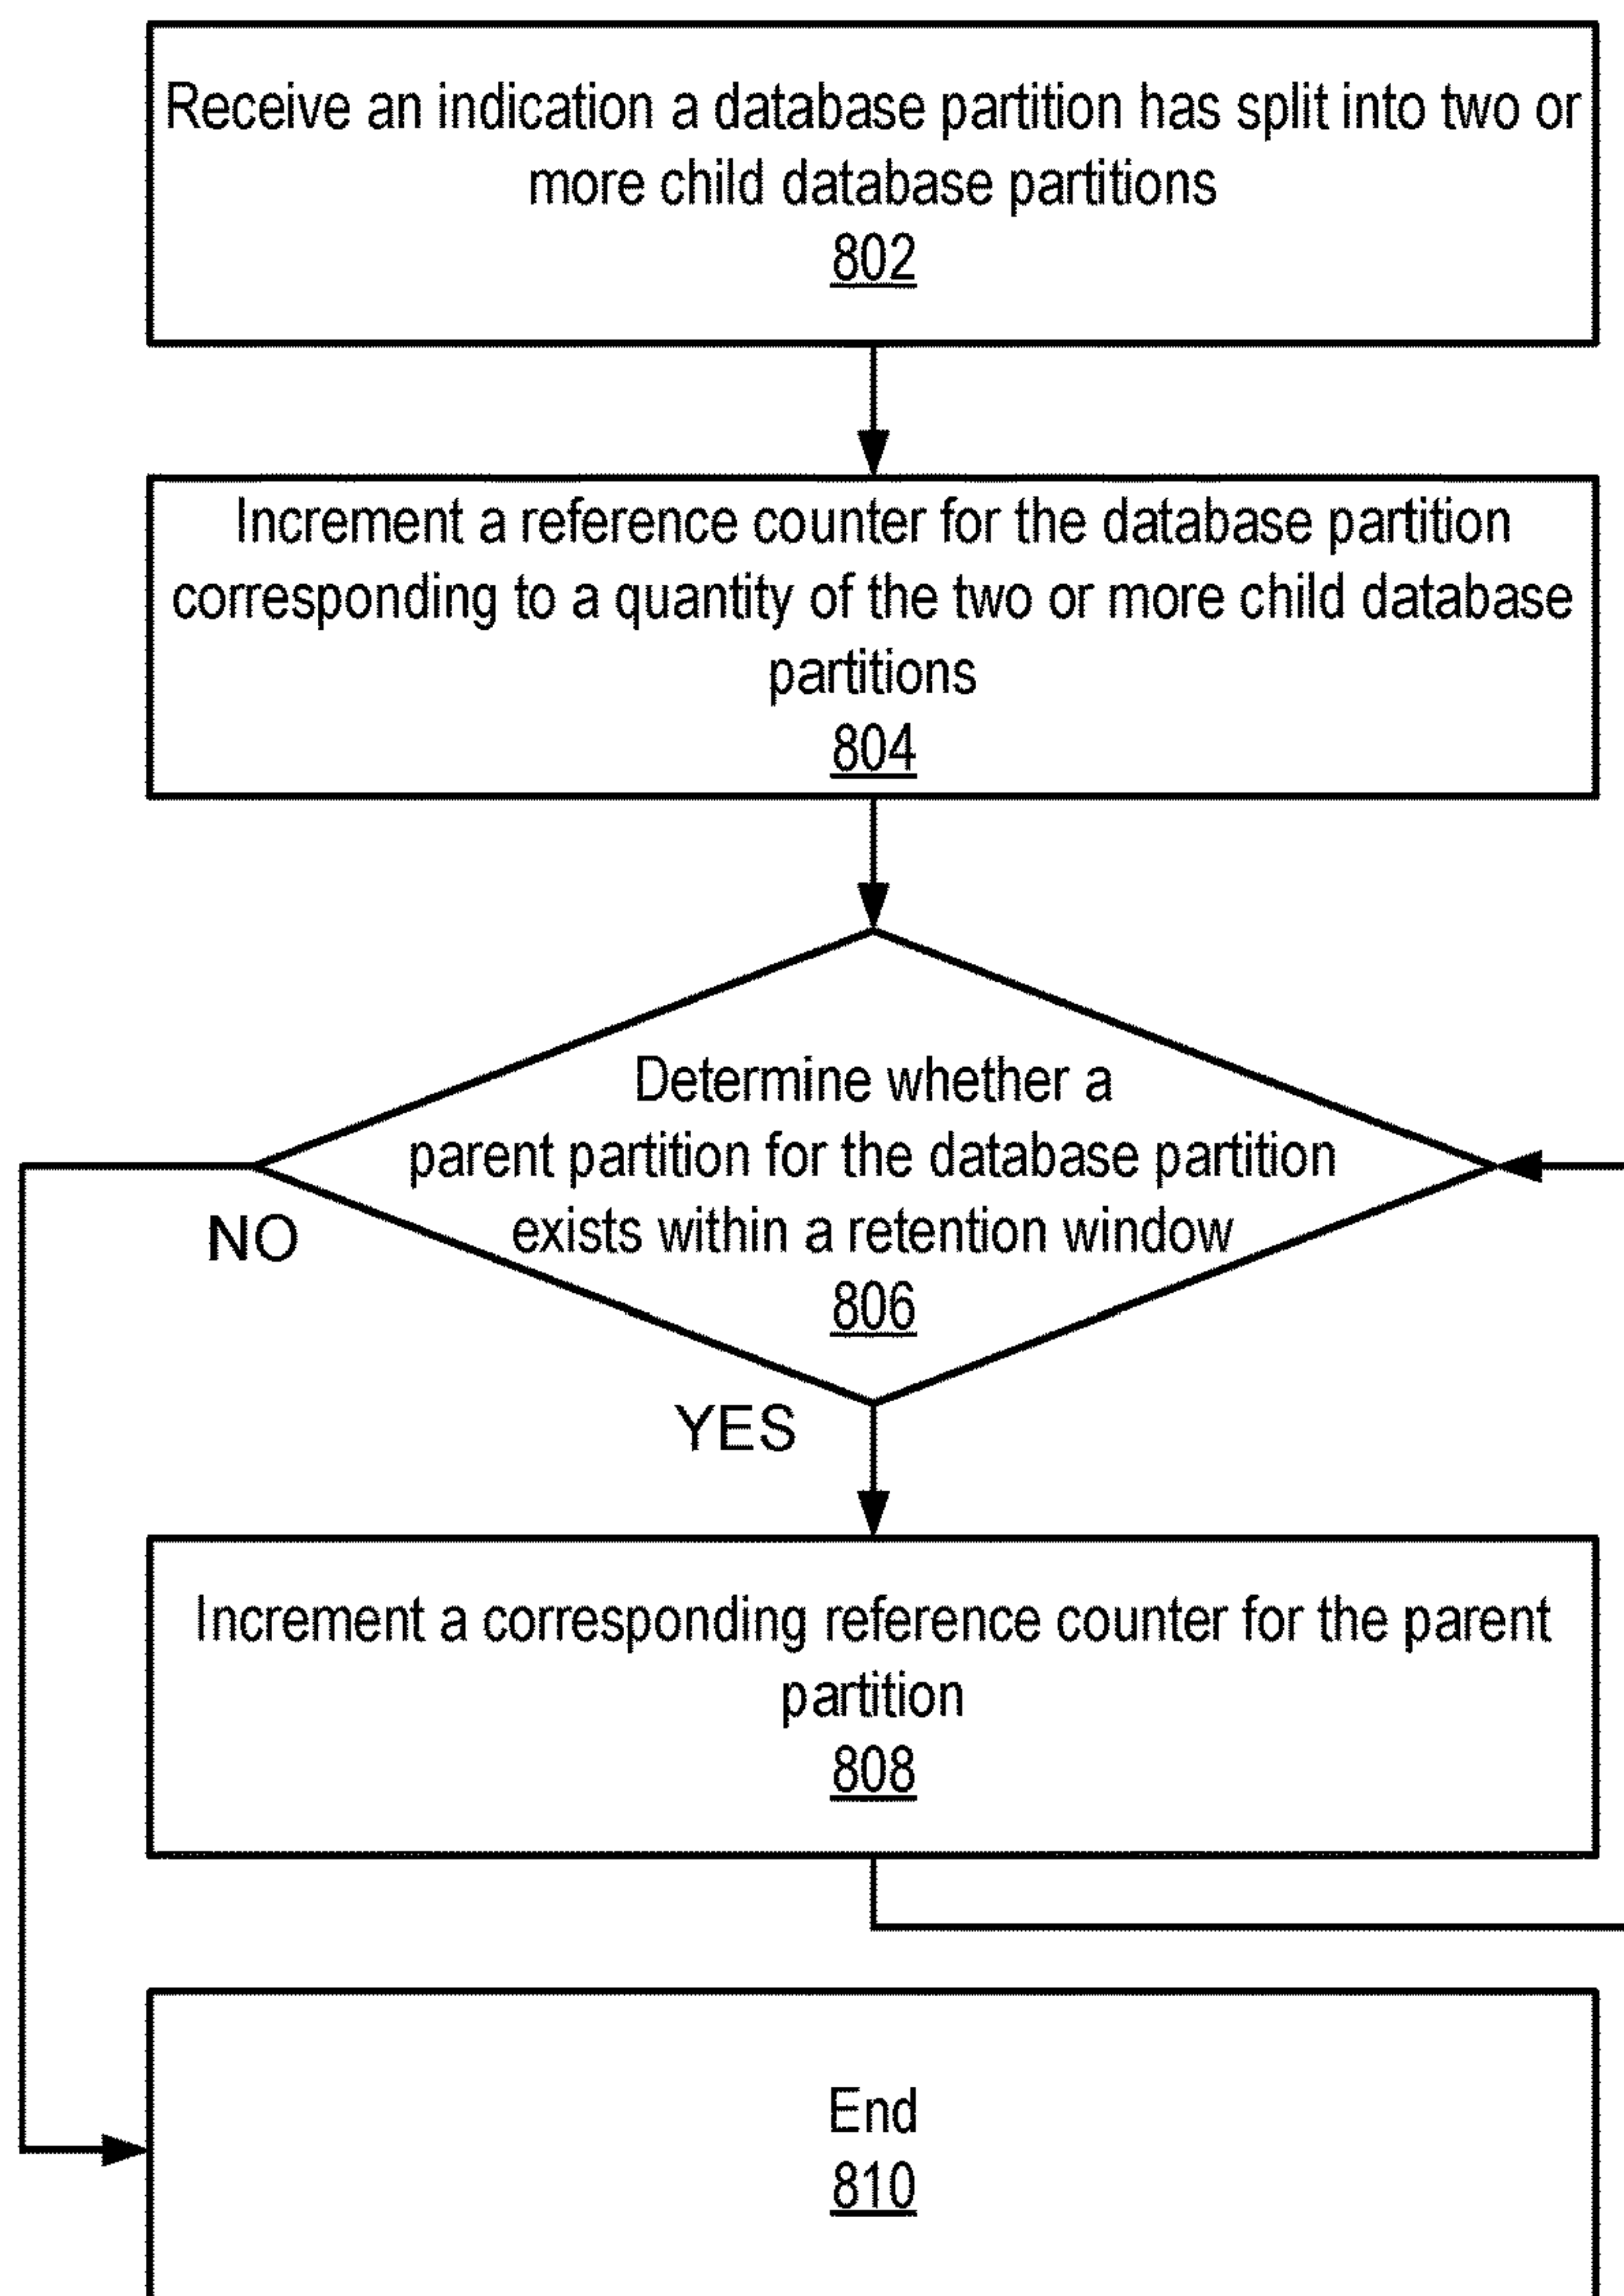 Receive an indication a database partition has split into two or
more child database partitions
802
Increment a reference counter for the database partition
corresponding to a quantity of the two or more child database
partitions
804
Determine whether a
parent partition for the database partition
exists within a retention window
806
NO
YES
Increment a corresponding reference counter for the parent
partition
808
End
810